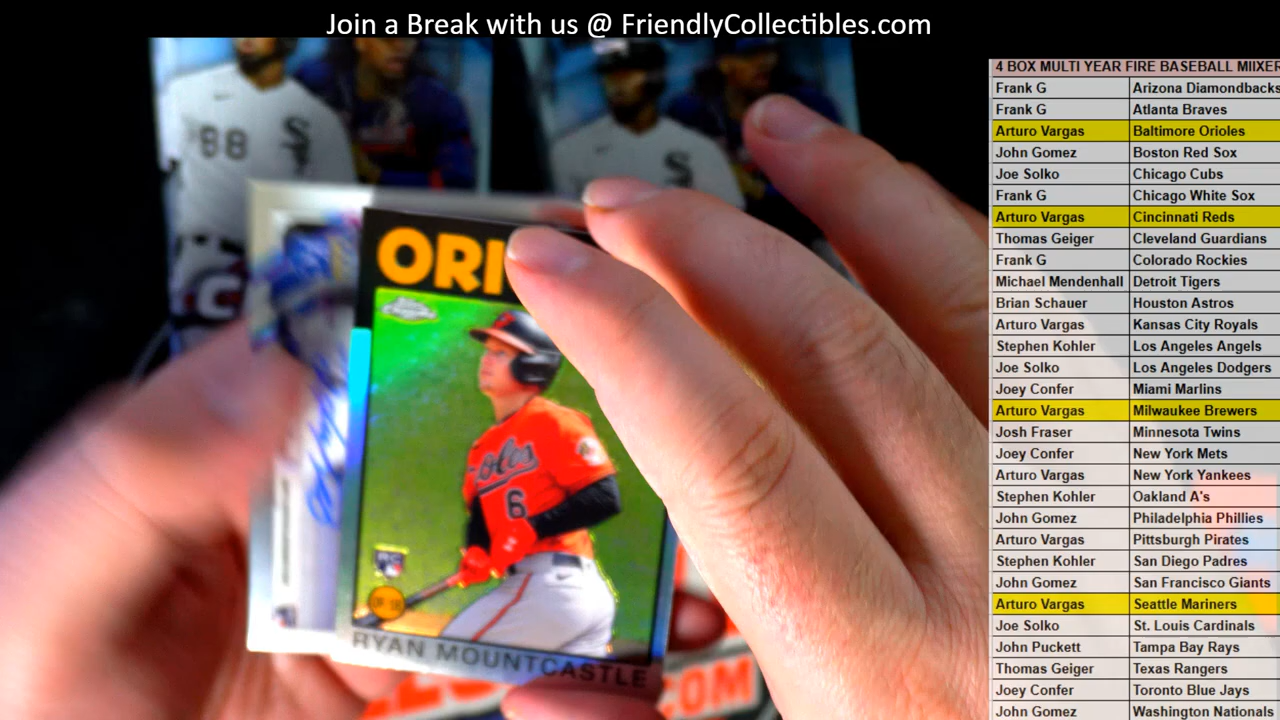 Join a Break with us @ FriendlyCollectibles.com
4 BOX MULTI YEAR FIRE BASEBALL MIIXER
Frank G Arizona Diamondbacks
Frank G Atlanta Braves
Arturo Vargas Baltimore Orioles
John Gomez Boston Red Sox
Joe Solko Chicago Cubs
Frank G Chicago White Sox
Arturo Vargas Cincinnati Reds
Thomas Geiger Cleveland Guardians
Frank G Colorado Rockies
Michael Mendenhall Detroit Tigers
Brian Schauer Houston Astros
Arturo Vargas Kansas City Royals
Stephen Kohler Los Angeles Angels
Joe Solko Los Angeles Dodgers
Joey Confer Miami Marlins
Arturo Vargas Milwaukee Brewers
Josh Fraser Minnesota Twins
Joey Confer New York Mets
Arturo Vargas New York Yankees
Stephen Kohler Oakland A's
John Gomez Philadelphia Phillies
Arturo Vargas Pittsburgh Pirates
Stephen Kohler San Diego Padres
John Gomez San Francisco Giants
Arturo Vargas Seattle Mariners
Joe Solko St. Louis Cardinals
John Puckett Tampa Bay Rays
Thomas Geiger Texas Rangers
Joey Confer Toronto Blue Jays
John Gomez Washington Nationals
88
ORI
6
RC
OF-1B
RYAN MOUNTCASTLE
.COM